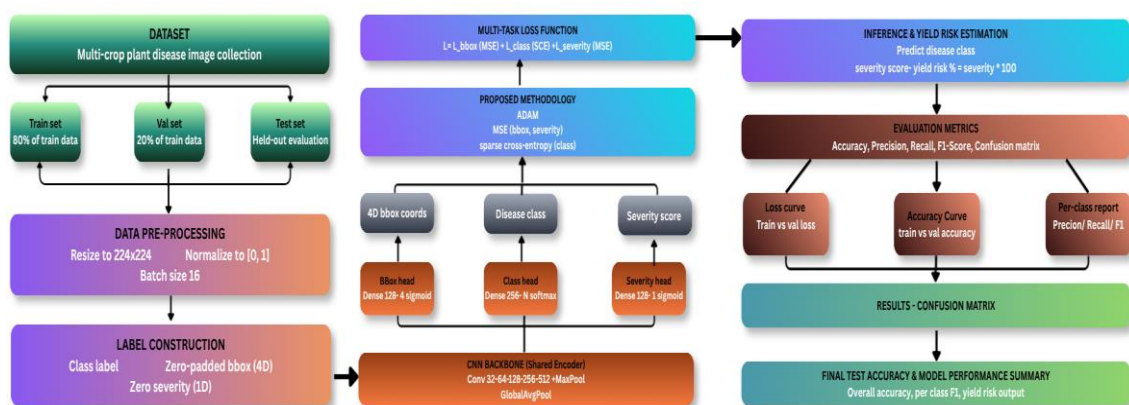 DATASET
Multi-crop plant disease image collection
Train set
80% of train data
Val set
20% of train data
Test set
Held-out evaluation
DATA PRE-PROCESSING
Resize to 224x224 Normalize to [0, 1]
Batch size 16
LABEL CONSTRUCTION
Class label Zero-padded bbox (4D)
Zero severity (1D)
MULTI-TASK LOSS FUNCTION
L= L_bbox (MSE) + L_class (SCE) +L_severity (MSE)
PROPOSED METHODOLOGY
ADAM
MSE (bbox, severity)
sparse cross-entropy (class)
4D bbox coords
Disease class
Severity score
BBox head
Dense 128- 4 sigmoid
Class head
Dense 256- N softmax
Severity head
Dense 128- 1 sigmoid
CNN BACKBONE (Shared Encoder)
Conv 32-64-128-256-512 +MaxPool
GlobalAvgPool
INFERENCE & YIELD RISK ESTIMATION
Predict disease class
severity score- yield risk % = severity * 100
EVALUATION METRICS
Accuracy, Precision, Recall, F1-Score, Confusion matrix
Loss curve
Train vs val loss
Accuracy Curve
train vs val accuracy
Per-class report
Precion/ Recall/ F1
RESULTS - CONFUSION MATRIX
FINAL TEST ACCURACY & MODEL PERFORMANCE SUMMARY
Overall accuracy, per class F1, yield risk output